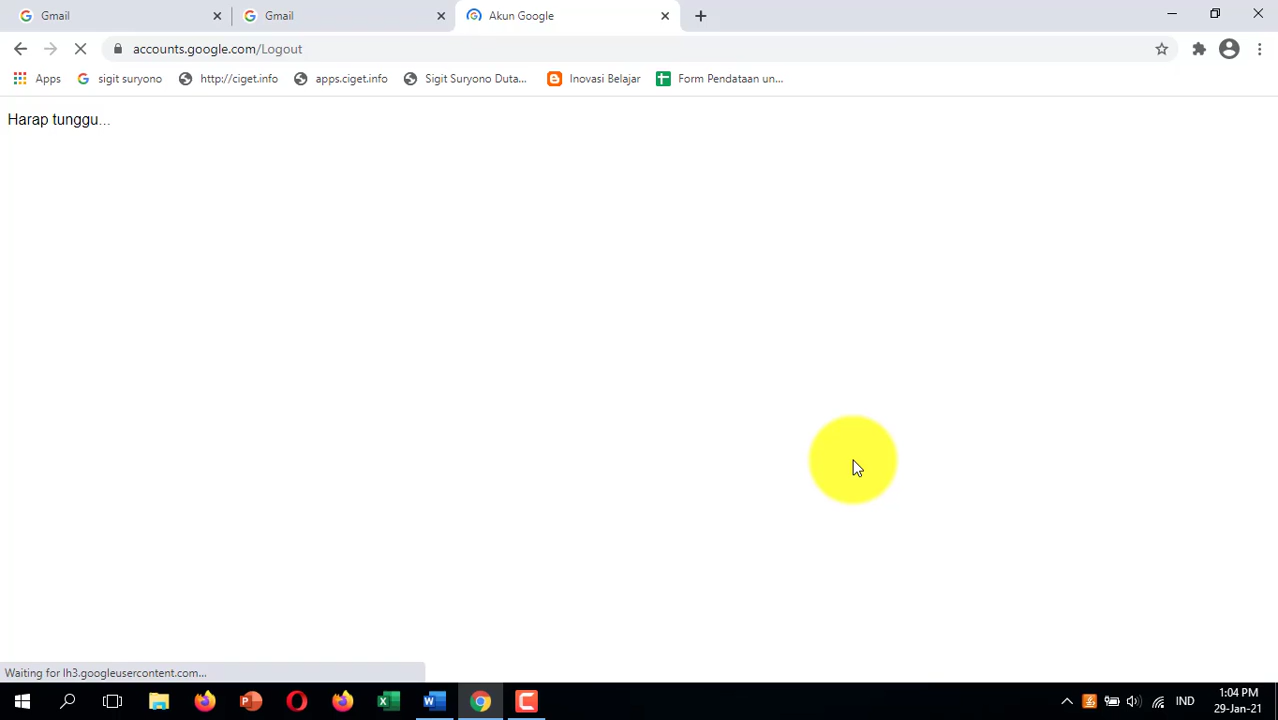 Gmail
Gmail
Akun Google
accounts.google.com/Logout
Apps
sigit suryono
http://ciget.info
apps.ciget.info
Sigit Suryono Duta...
Inovasi Belajar
Form Pendataan un...
Harap tunggu...
Waiting for lh3.googleusercontent.com...
IND
1:04 PM
29-Jan-21